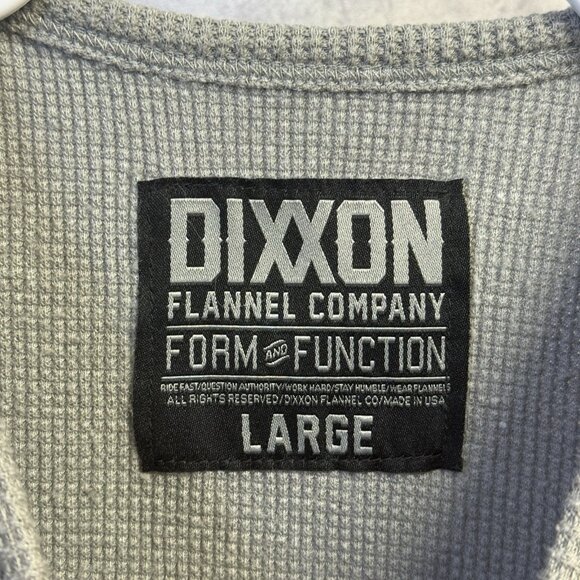 DIXXON
FLANNEL COMPANY
FORM AND FUNCTION
RIDE FAST/QUESTION AUTHORITY/WORK HARD/STAY HUMBLE/WEAR FLANNELS
ALL RIGHTS RESERVED/DIXXON FLANNEL CO/MADE IN USA
LARGE